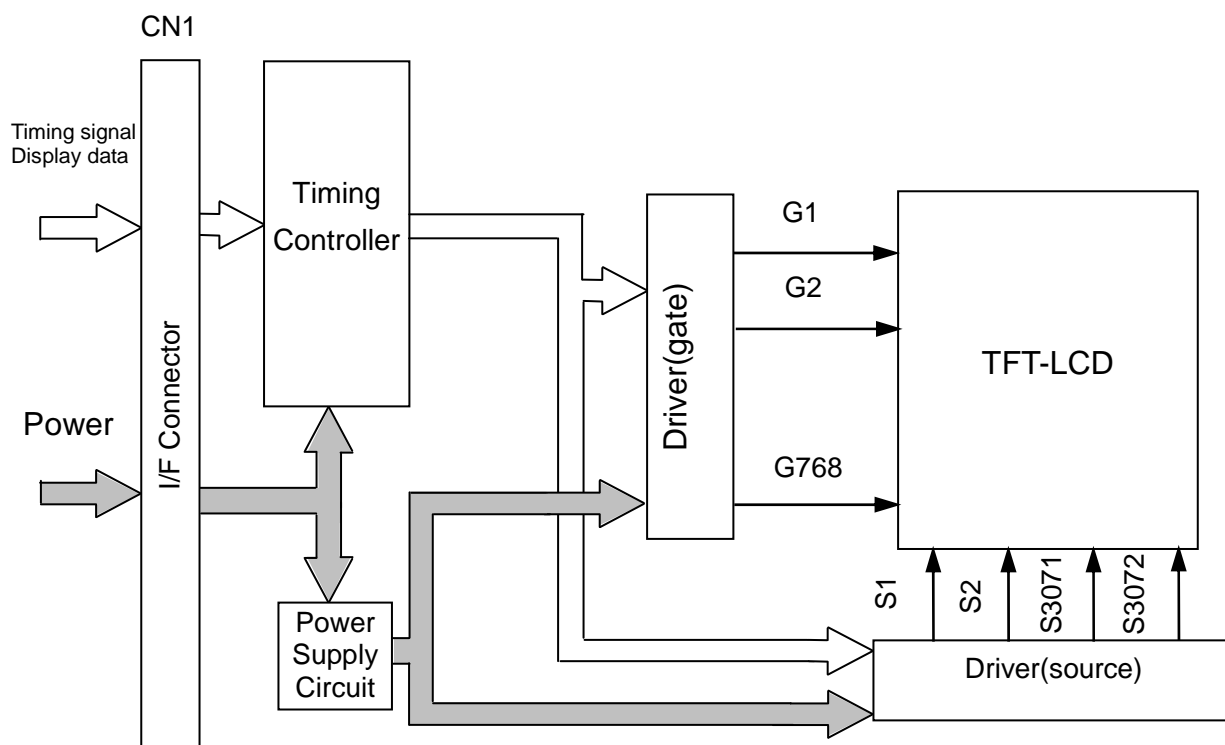 CN1
Timing signal
Display data
Power
I/F Connector
Timing
Controller
Power
Supply
Circuit
Driver(gate)
G1
G2
G768
TFT-LCD
S1
S2
S3071
S3072
Driver(source)